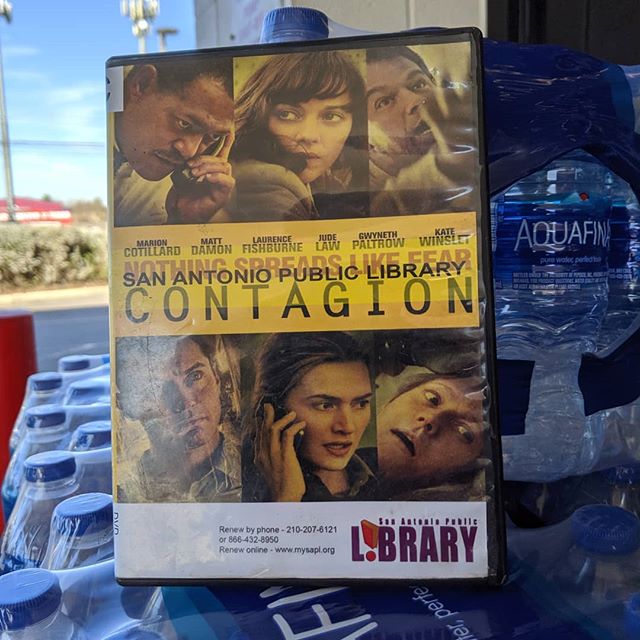 MARION COTILLARD MATT DAMON LAURENCE FISHBURNE JUDE LAW GWYNETH PALTROW KATE WINSLET
NOTHING SPREADS LIKE FEAR
SAN ANTONIO PUBLIC LIBRARY
CONTAGION
DVD
Renew by phone - 210-207-6121
or 866-432-8950
Renew online - www.mysapl.org
San Antonio Public
L!BRARY
AQUAFINA
pure water, perfect taste